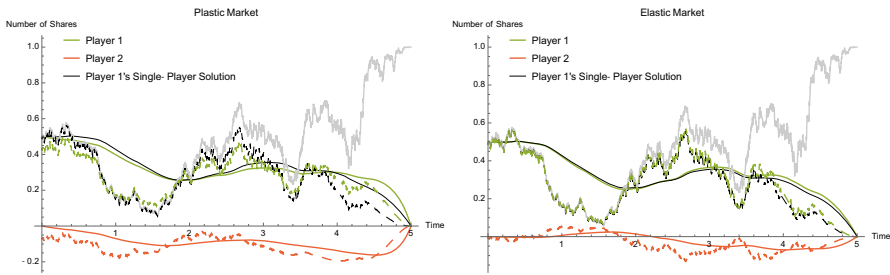 Plastic Market
Number of Shares
1.0
Player 1
Player 2
0.8
Player 1's Single- Player Solution
0.6
0.4
0.2
Time
1
2
3
4
5
- 0.2
Elastic Market
Number of Shares
1.0
Player 1
Player 2
0.8
Player 1's Single- Player Solution
0.6
0.4
0.2
Time
1
2
3
4
5
- 0.2